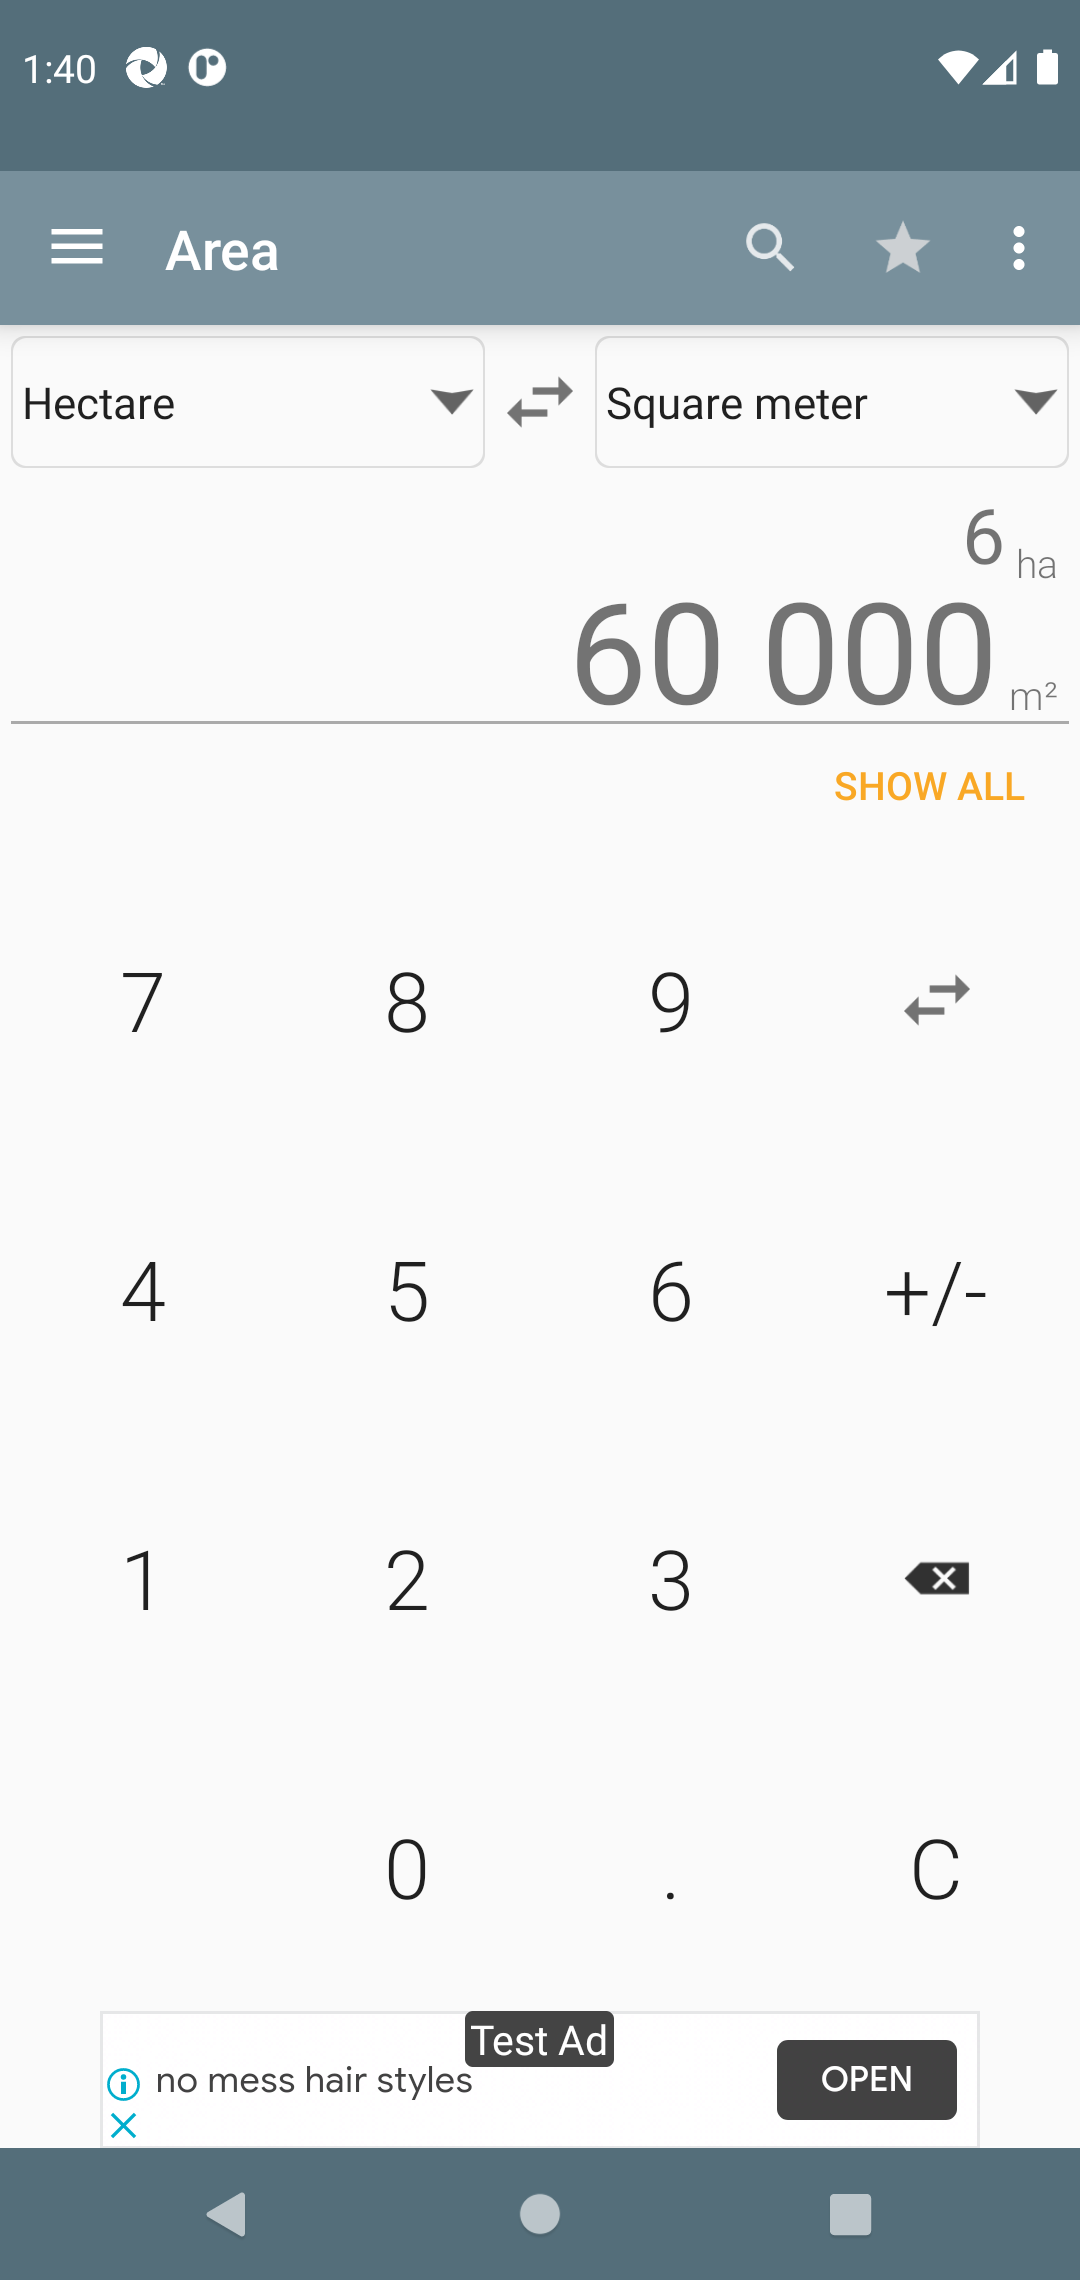 1:40
Area
Hectare
Square meter
6 ha
60 000 m²
SHOW ALL
7 8 9
4 5 6 +/-
1 2 3
0 . C
Test Ad
no mess hair styles
OPEN